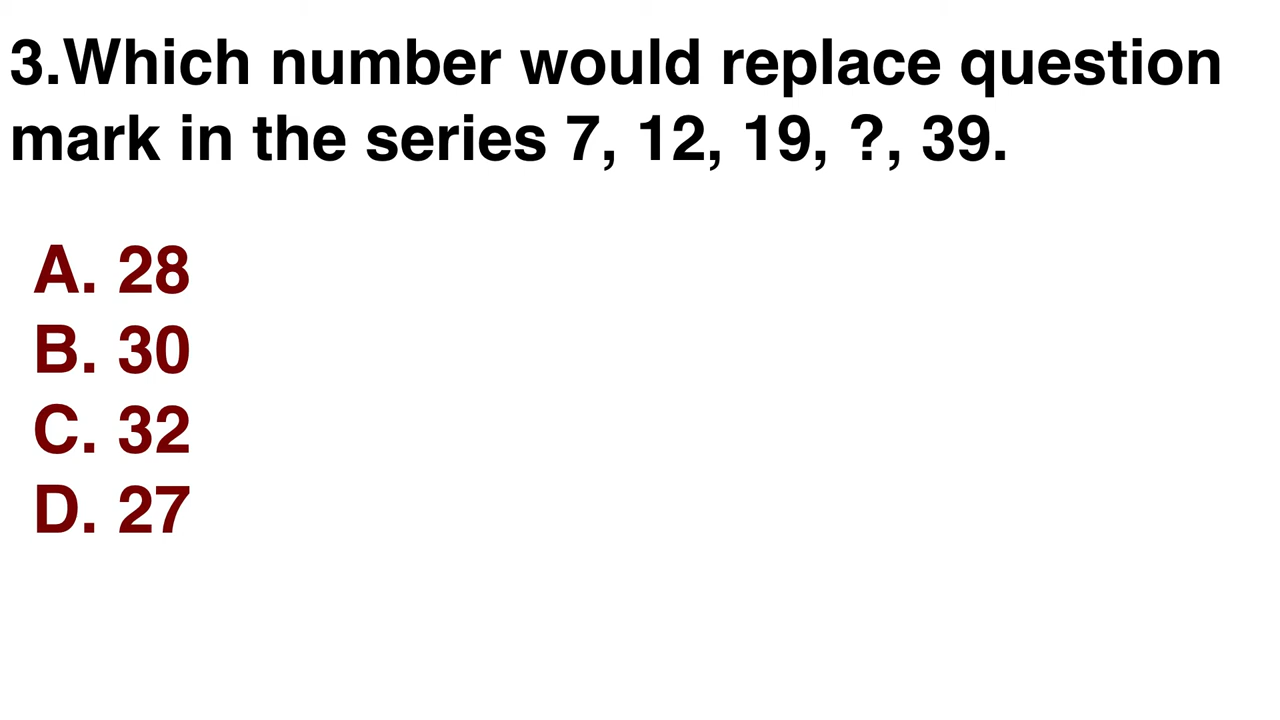 3.Which number would replace question
mark in the series 7, 12, 19, ?, 39.
A. 28
B. 30
C. 32
D. 27